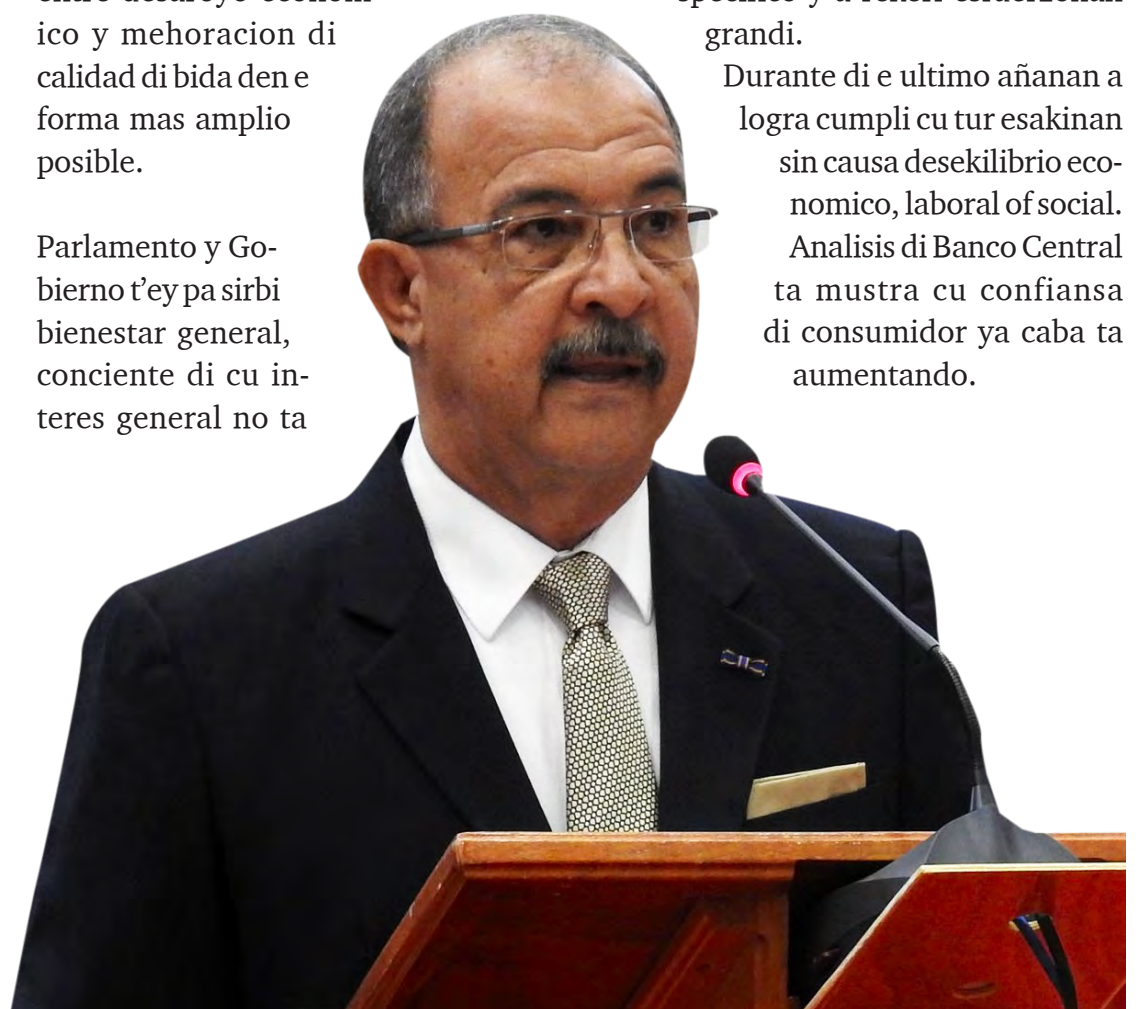 ico y mehoracion di
calidad di bida den e
forma mas amplio
posible.
Parlamento y Go-
bierno t’ey pa sirbi
bienestar general,
conciente di cu in-
teres general no ta
grandi.
Durante di e ultimo añanan a
logra cumpli cu tur esakinan
sin causa desekilibrio eco-
nomico, laboral of social.
Analisis di Banco Central
ta mustra cu confiansa
di consumidor ya caba ta
aumentando.